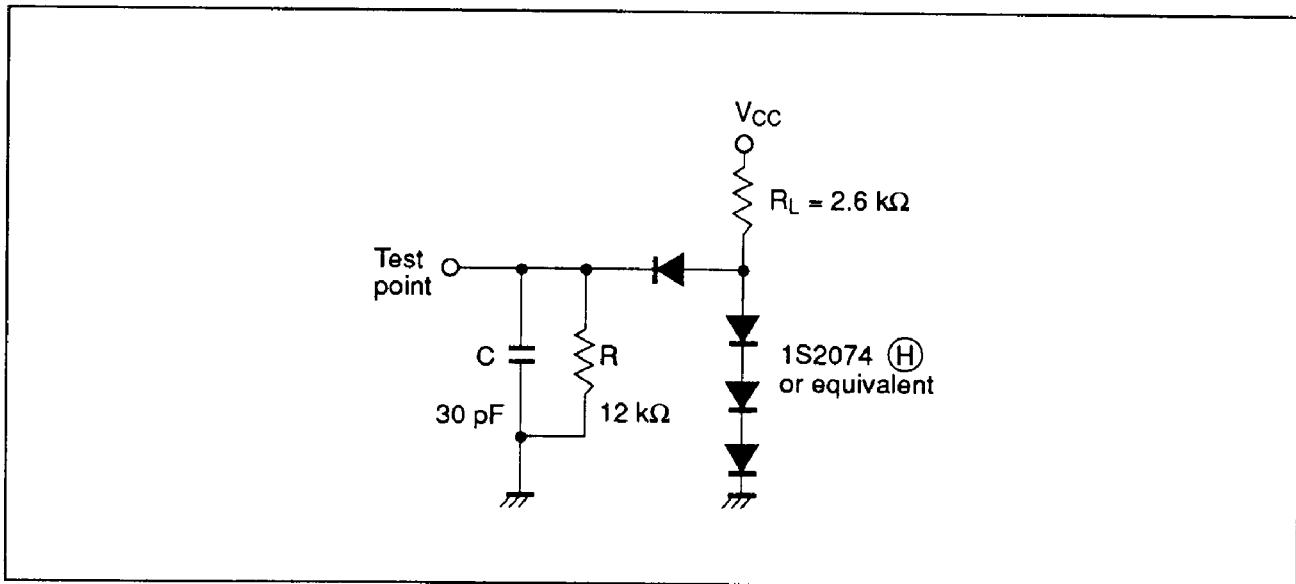 VCC
RL = 2.6 kΩ
Test
point
C
R
30 pF
12 kΩ
1S2074 Ⓗ
or equivalent